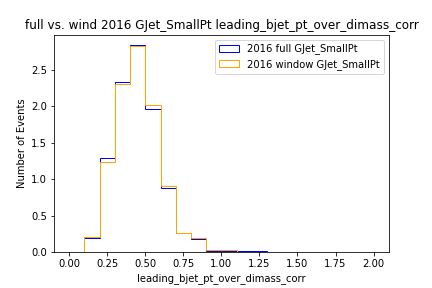 full vs. wind 2016 GJet_SmallPt leading_bjet_pt_over_dimass_corr
2016 full GJet_SmallPt
2016 window GJet_SmallPt
Number of Events
2.5
2.0
1.5
1.0
0.5
0.0
0.00 0.25 0.50 0.75 1.00 1.25 1.50 1.75 2.00
leading_bjet_pt_over_dimass_corr